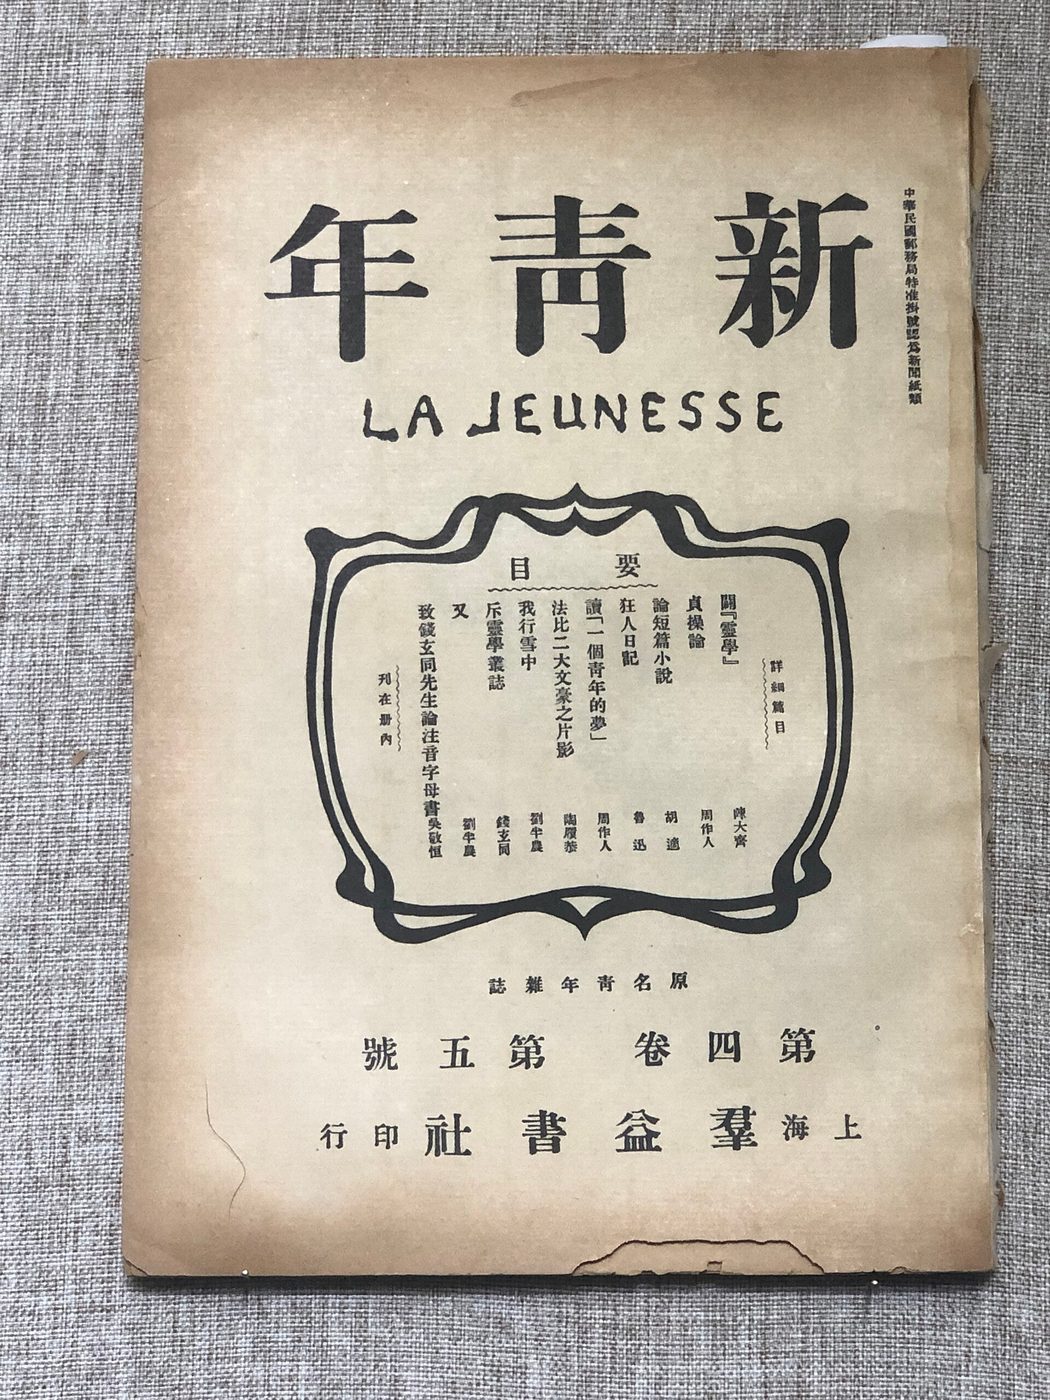 中華民國郵務局特准掛號認爲新聞紙類
新青年
LA JEUNESSE
要目
詳細篇目
闢『靈學』 陳大齊
貞操論 周作人
論短篇小說 胡適
狂人日記 魯迅
讀「一個青年的夢」 周作人
法比二大文豪之片影 陶履恭
我行雪中 劉半農
斥靈學叢誌 錢玄同
又 劉半農
致錢玄同先生論注音字母書 吳敬恒
刊在册內
原名青年雜誌
第四卷 第五號
上海羣益書社印行